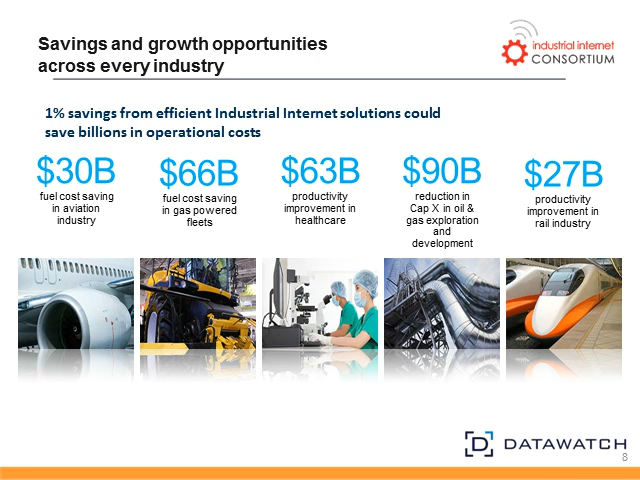 Savings and growth opportunities
across every industry
industrial internet
CONSORTIUM
1% savings from efficient Industrial Internet solutions could
save billions in operational costs
$30B
fuel cost saving
in aviation
industry
$66B
fuel cost saving
in gas powered
fleets
$63B
productivity
improvement in
healthcare
$90B
reduction in
Cap X in oil &
gas exploration
and
development
$27B
productivity
improvement in
rail industry
D DATAWATCH
8